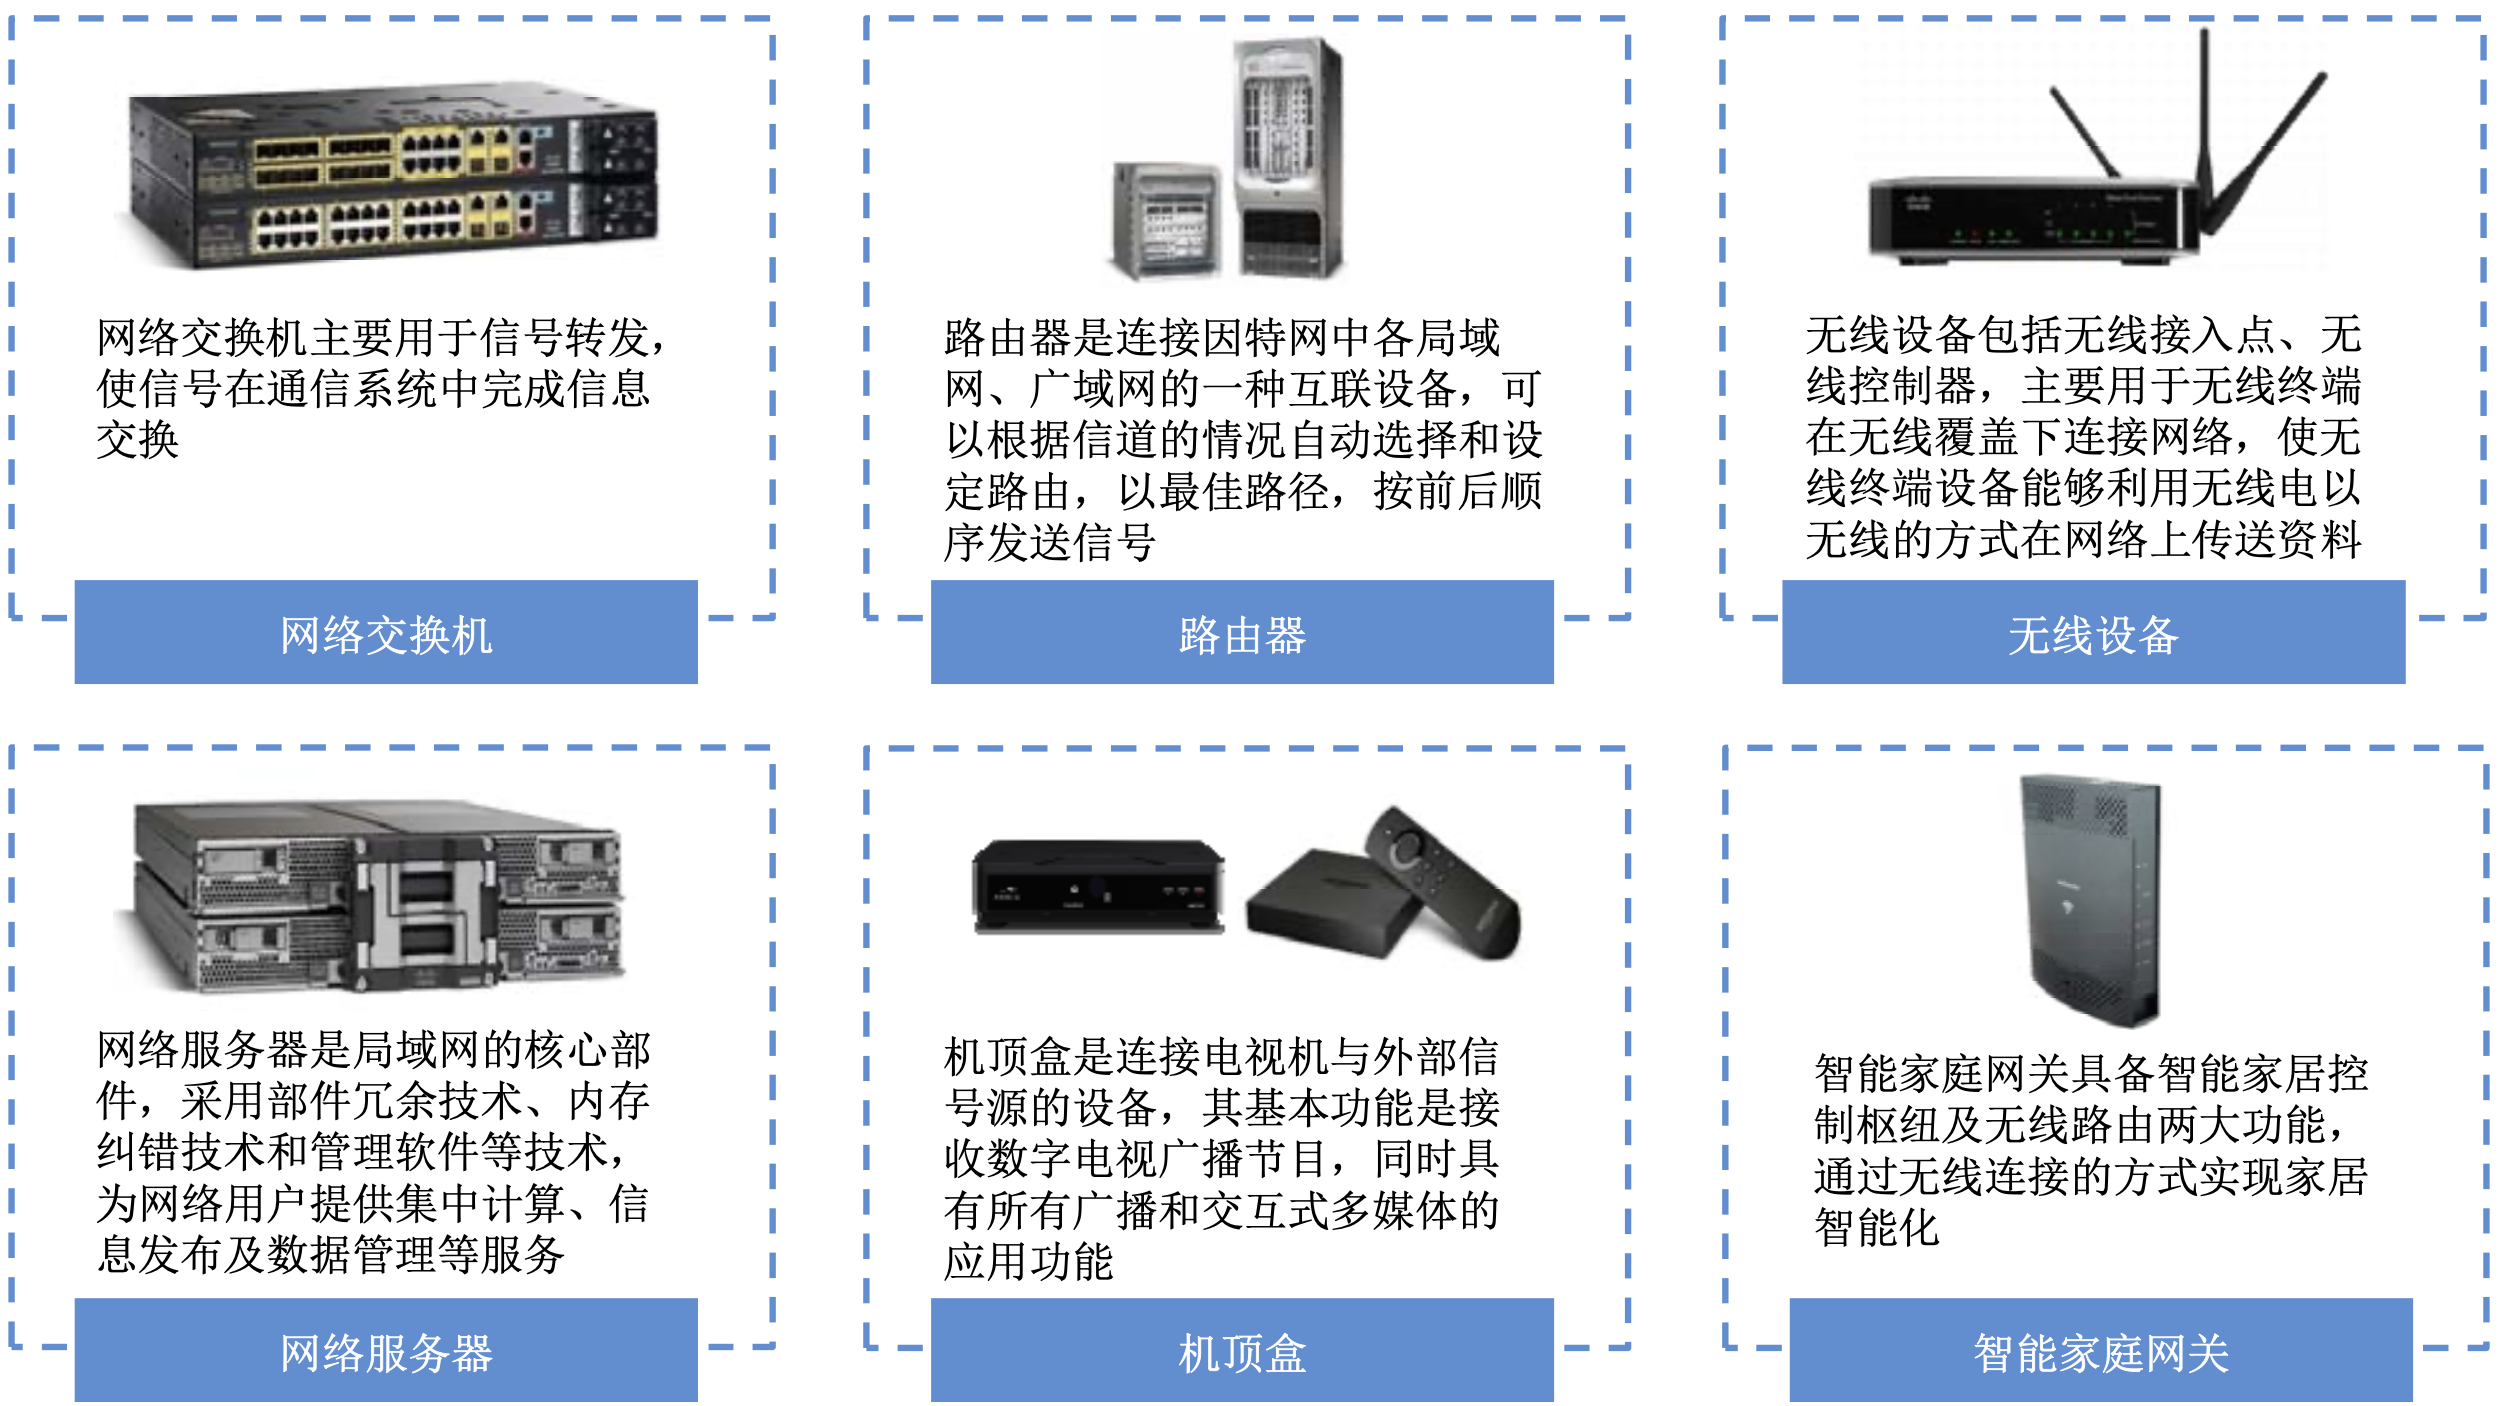 网络交换机主要用于信号转发，
使信号在通信系统中完成信息
交换
网络交换机
路由器是连接因特网中各局域
网、广域网的一种互联设备，可
以根据信道的情况自动选择和设
定路由，以最佳路径，按前后顺
序发送信号
路由器
无线设备包括无线接入点、无
线控制器，主要用于无线终端
在无线覆盖下连接网络，使无
线终端设备能够利用无线电以
无线的方式在网络上传送资料
无线设备
网络服务器是局域网的核心部
件，采用部件冗余技术、内存
纠错技术和管理软件等技术，
为网络用户提供集中计算、信
息发布及数据管理等服务
网络服务器
机顶盒是连接电视机与外部信
号源的设备，其基本功能是接
收数字电视广播节目，同时具
有所有广播和交互式多媒体的
应用功能
机顶盒
智能家庭网关具备智能家居控
制枢纽及无线路由两大功能，
通过无线连接的方式实现家居
智能化
智能家庭网关